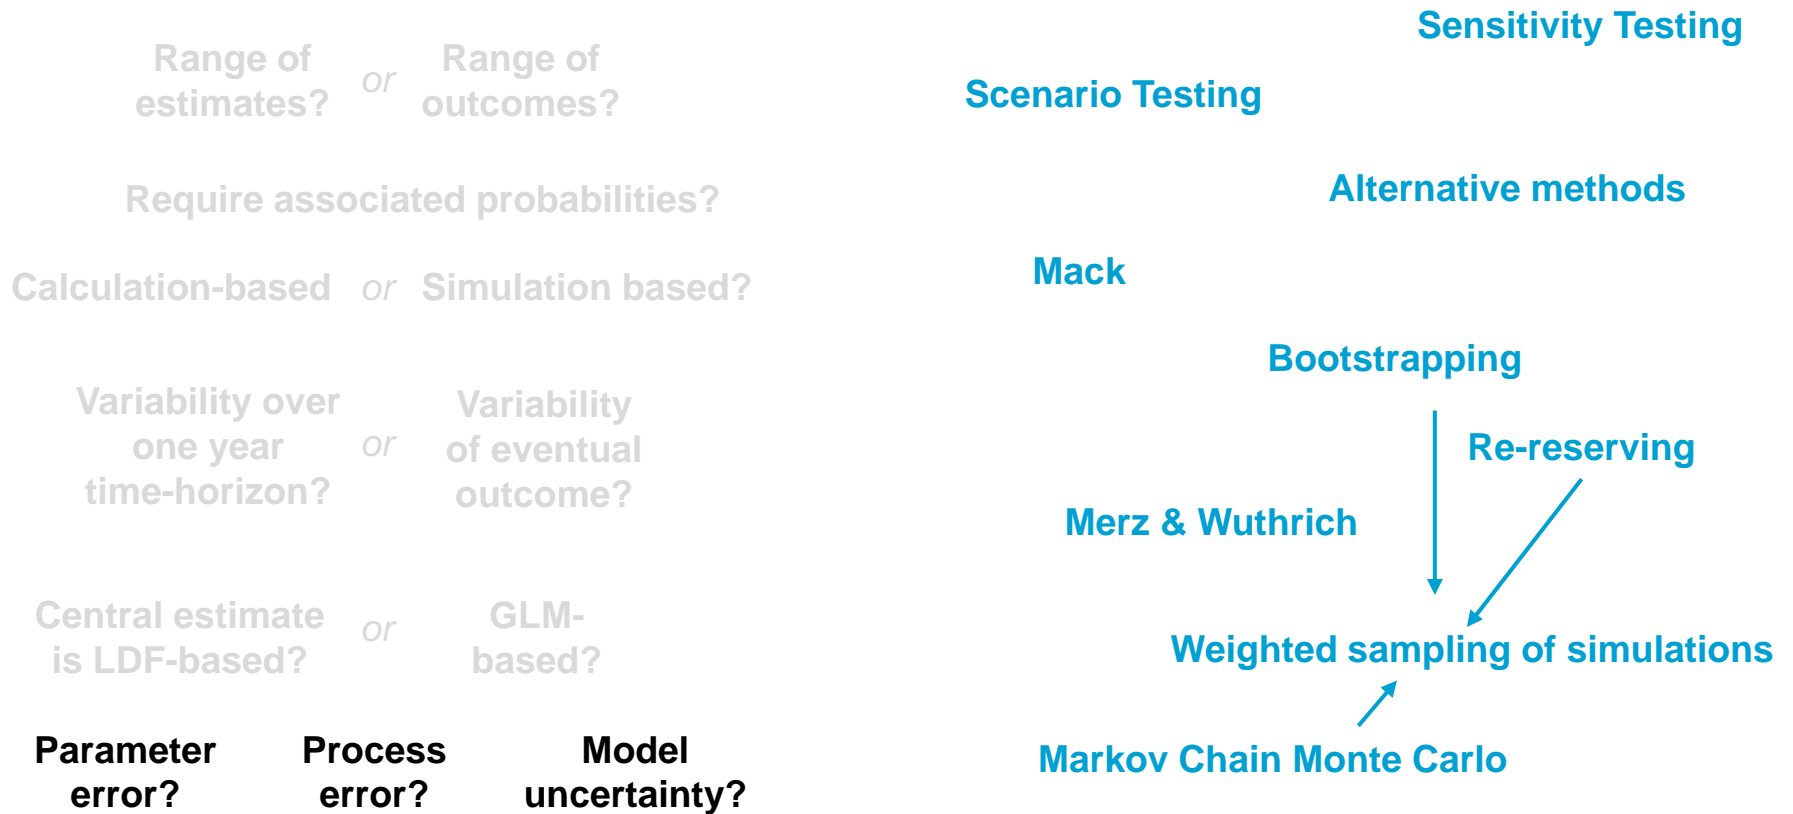 Range of
estimates?
or
Range of
outcomes?
Require associated probabilities?
Calculation-based or Simulation based?
Variability over
one year
time-horizon?
or
Variability
of eventual
outcome?
Central estimate
is LDF-based?
or
GLM-
based?
Parameter
error?
Process
error?
Model
uncertainty?
Sensitivity Testing
Scenario Testing
Alternative methods
Mack
Bootstrapping
Re-reserving
Merz & Wuthrich
Weighted sampling of simulations
Markov Chain Monte Carlo